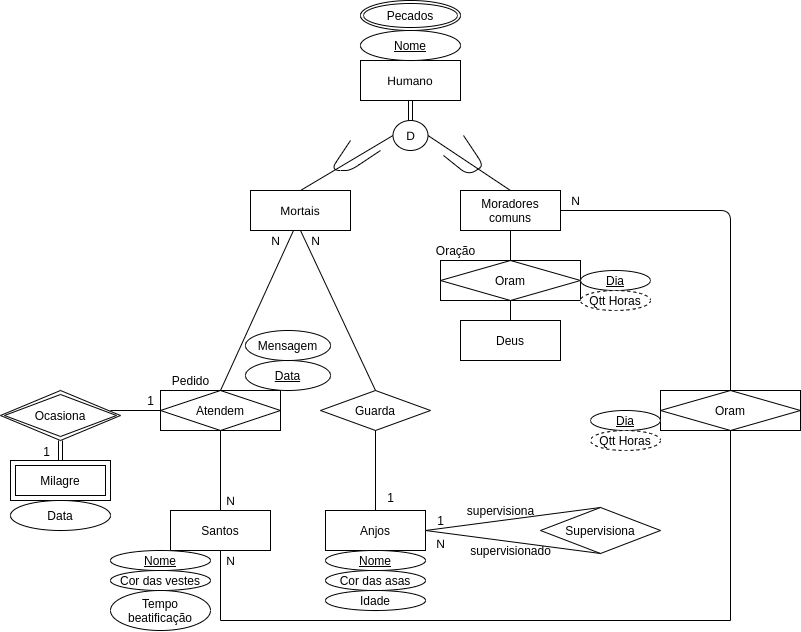 Pecados
Nome
Humano
D
Mortais
Moradores
comuns
N
N
N
Oração
Oram
Dia
Qtt Horas
Deus
Mensagem
Data
Pedido
Atendem
1
Ocasiona
1
Milagre
Data
Guarda
Oram
Dia
Qtt Horas
N
Santos
N
Nome
Cor das vestes
Tempo
beatificação
1
Anjos
Nome
Cor das asas
Idade
1
N
supervisiona
supervisionado
Supervisiona